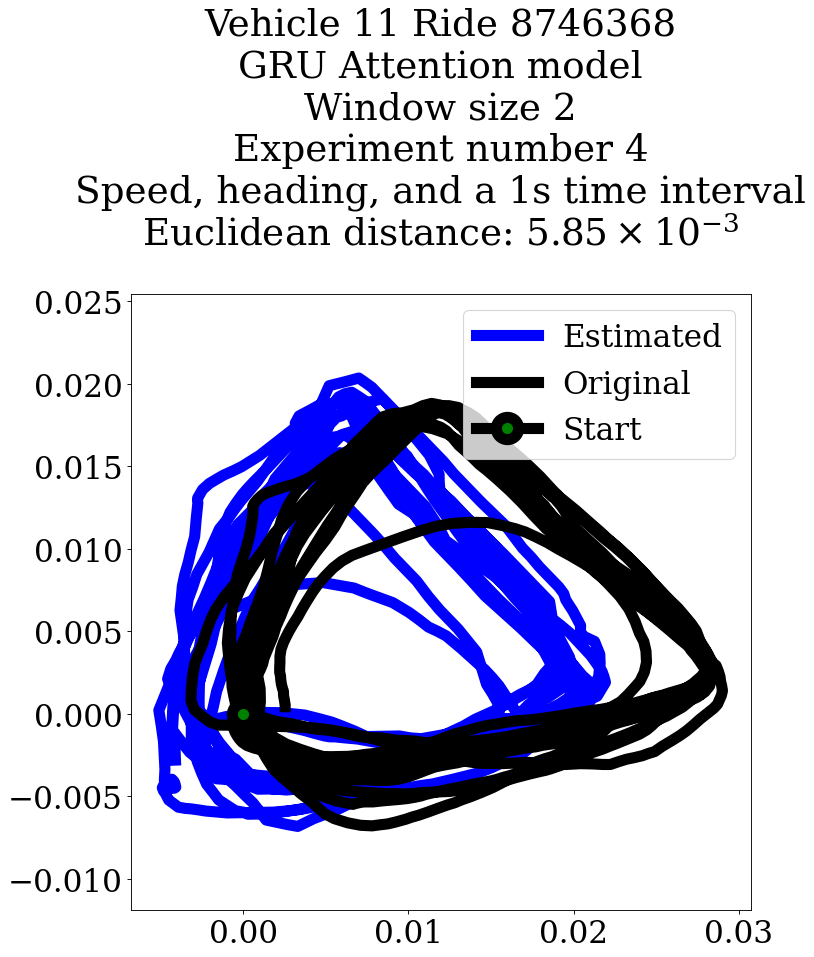 Vehicle 11 Ride 8746368
GRU Attention model
Window size 2
Experiment number 4
Speed, heading, and a 1s time interval
Euclidean distance: 5.85 × 10⁻³
0.025
Estimated
0.020
Original
Start
0.015
0.010
0.005
0.000
−0.005
−0.010
0.00 0.01 0.02 0.03